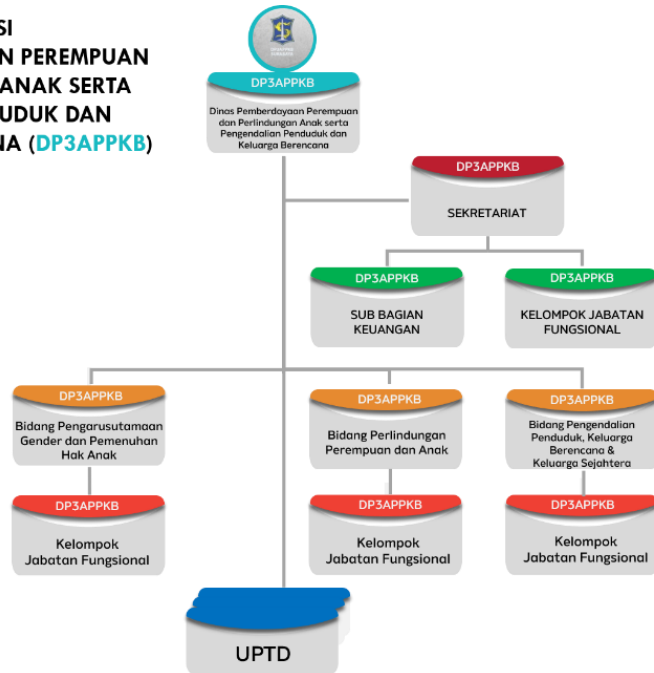 SI
N PEREMPUAN
ANAK SERTA
UDUK DAN
NA (DP3APPKB)
DP3APPKB
Dinas Pemberdayaan Perempuan
dan Perlindungan Anak serta
Pengendalian Penduduk dan
Keluarga Berencana
DP3APPKB
SEKRETARIAT
DP3APPKB
SUB BAGIAN
KEUANGAN
DP3APPKB
KELOMPOK JABATAN
FUNGSIONAL
DP3APPKB
Bidang Pengarusutamaan
Gender dan Pemenuhan
Hak Anak
DP3APPKB
Bidang Perlindungan
Perempuan dan Anak
DP3APPKB
Bidang Pengendalian
Penduduk, Keluarga
Berencana &
Keluarga Sejahtera
DP3APPKB
Kelompok
Jabatan Fungsional
DP3APPKB
Kelompok
Jabatan Fungsional
DP3APPKB
Kelompok
Jabatan Fungsional
UPTD